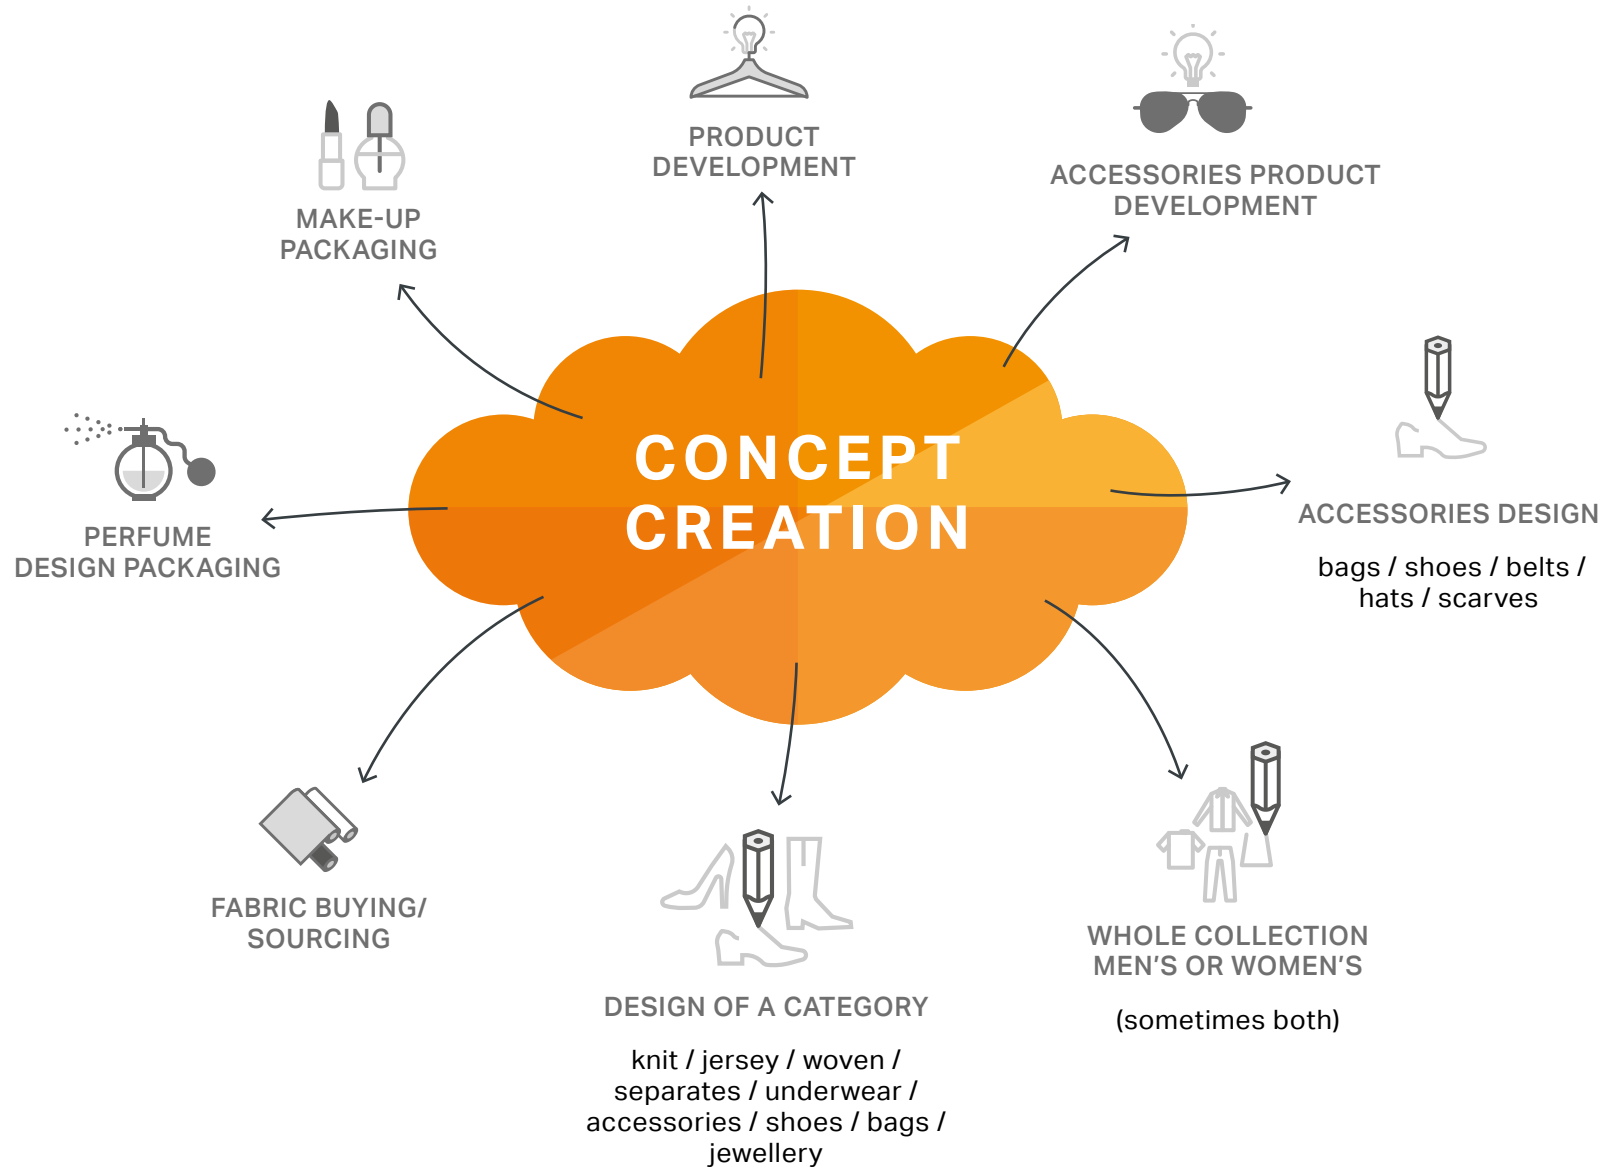 PRODUCT
DEVELOPMENT
ACCESSORIES PRODUCT
DEVELOPMENT
MAKE-UP
PACKAGING
CONCEPT
CREATION
ACCESSORIES DESIGN
bags / shoes / belts /
hats / scarves
PERFUME
DESIGN PACKAGING
FABRIC BUYING/
SOURCING
DESIGN OF A CATEGORY
knit / jersey / woven /
separates / underwear /
accessories / shoes / bags /
jewellery
WHOLE COLLECTION
MEN'S OR WOMEN'S
(sometimes both)